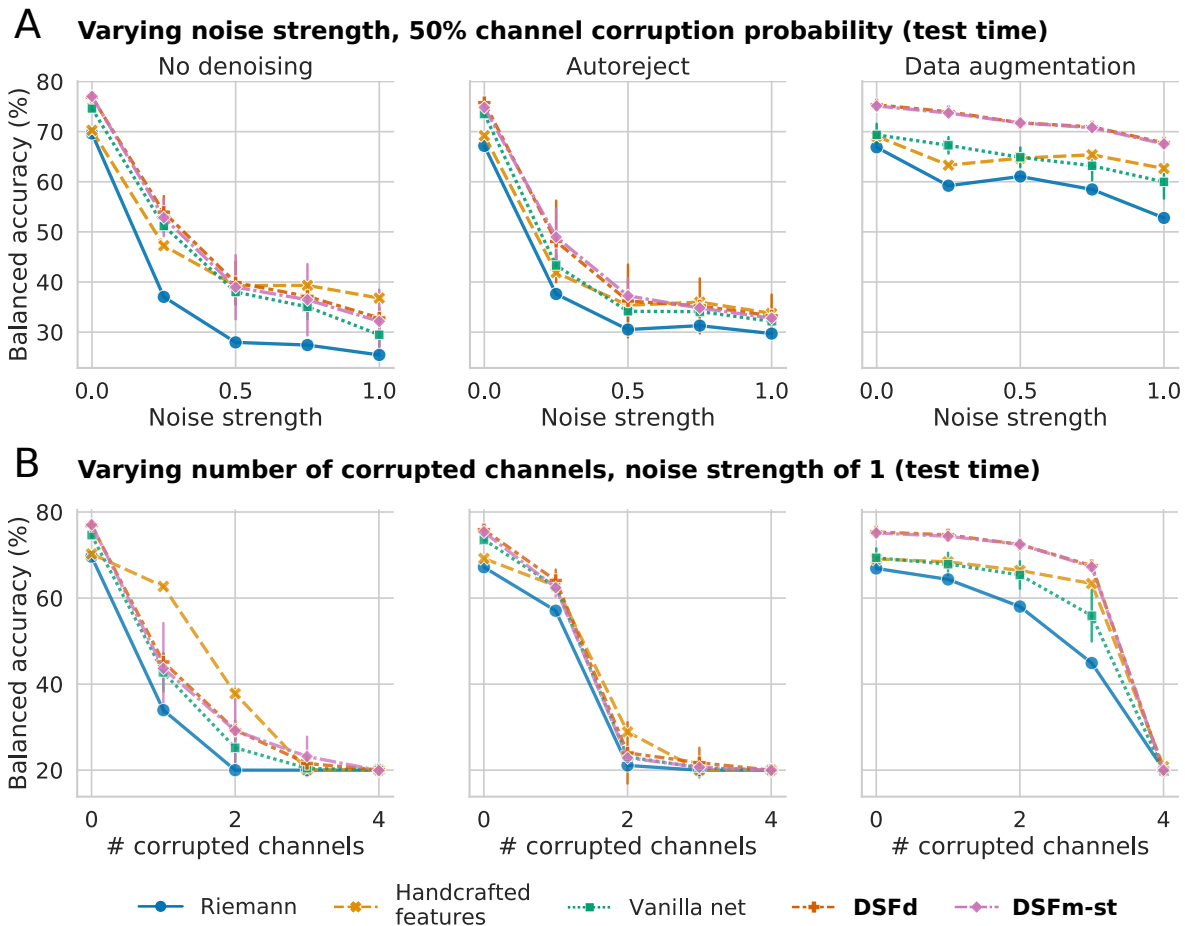 A
Varying noise strength, 50% channel corruption probability (test time)
No denoising
Autoreject
Data augmentation
Balanced accuracy (%)
80
70
60
50
40
30
0.0
0.5
1.0
0.0
0.5
1.0
0.0
0.5
1.0
Noise strength
Noise strength
Noise strength
B
Varying number of corrupted channels, noise strength of 1 (test time)
Balanced accuracy (%)
80
60
40
20
0
2
4
0
2
4
0
2
4
# corrupted channels
# corrupted channels
# corrupted channels
Riemann
Handcrafted
features
Vanilla net
DSFd
DSFm-st